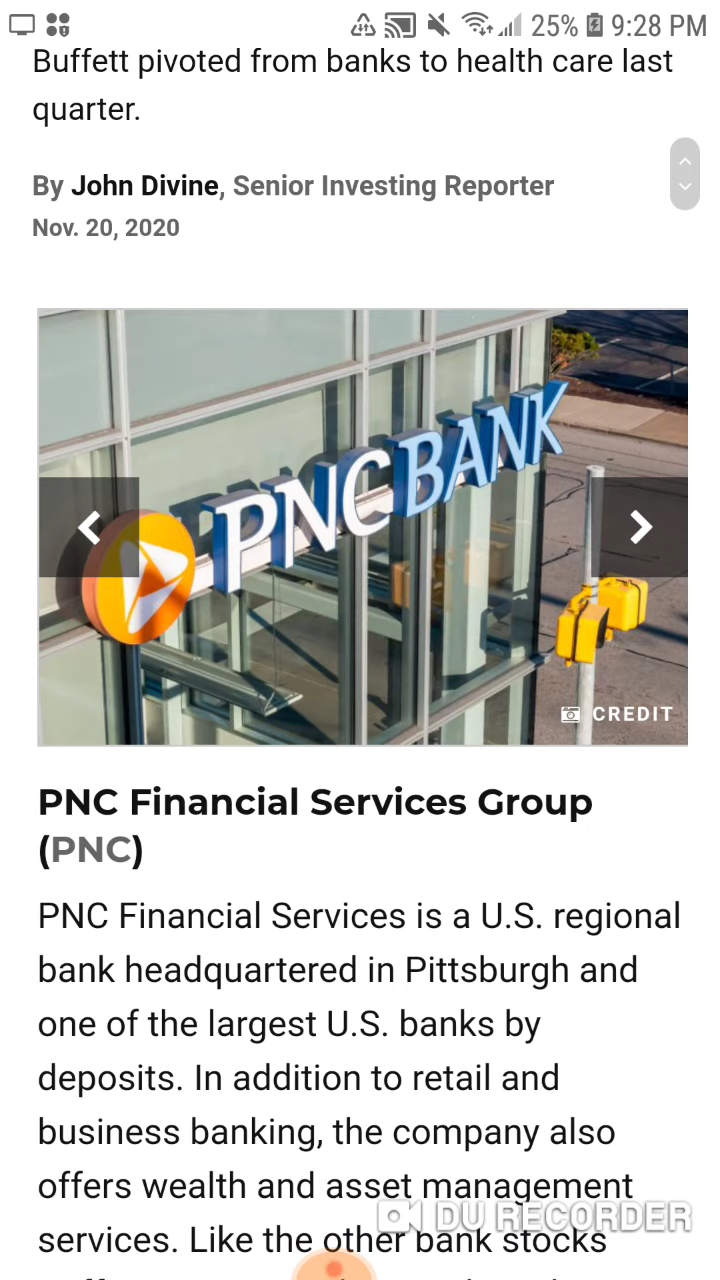 25% 9:28 PM
Buffett pivoted from banks to health care last
quarter.
By John Divine, Senior Investing Reporter
Nov. 20, 2020
PNCBANK
CREDIT
PNC Financial Services Group
(PNC)
PNC Financial Services is a U.S. regional
bank headquartered in Pittsburgh and
one of the largest U.S. banks by
deposits. In addition to retail and
business banking, the company also
offers wealth and asset management
DU RECORDER
services. Like the other bank stocks